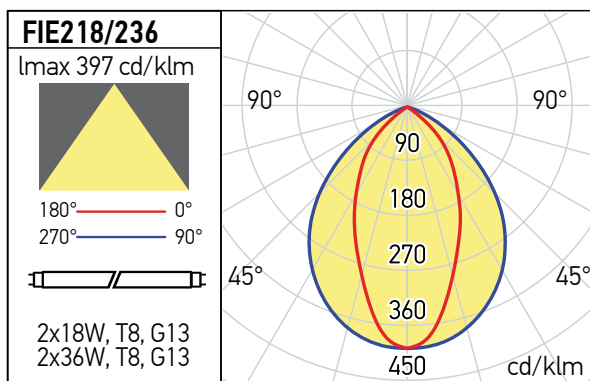 FIE218/236
lmax 397 cd/klm
180° 0°
270° 90°
2x18W, T8, G13
2x36W, T8, G13
90° 90°
90
180
270
45° 45°
360
450 cd/klm